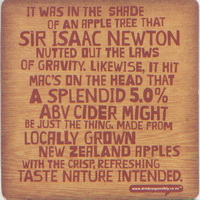 IT WAS IN THE SHADE
OF AN APPLE TREE THAT
SIR ISAAC NEWTON
NUTTED OUT THE LAWS
OF GRAVITY. LIKEWISE, IT HIT
MAC'S ON THE HEAD THAT
A SPLENDID 5.0%
ABV CIDER MIGHT
BE JUST THE THING. MADE FROM
LOCALLY GROWN
NEW ZEALAND APPLES
WITH THE CRISP, REFRESHING
TASTE NATURE INTENDED.